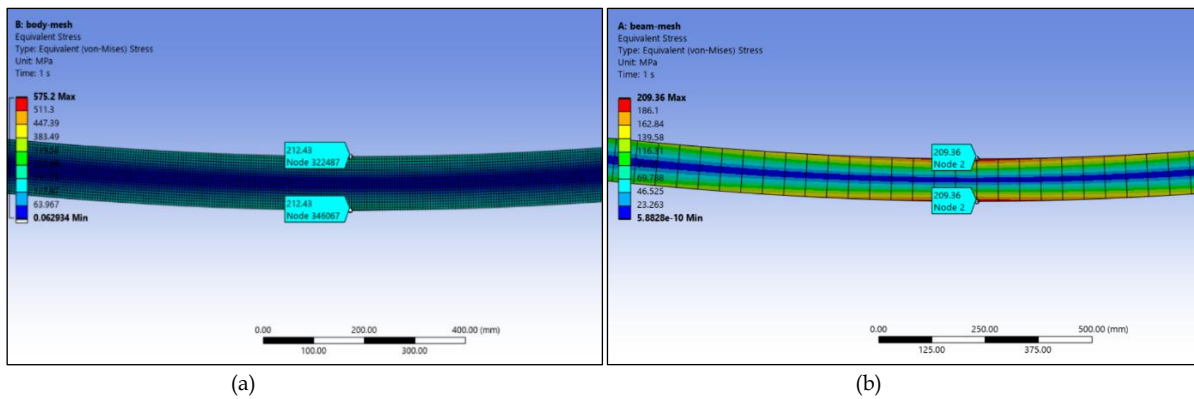 B: body-mesh
Equivalent Stress
Type: Equivalent (von-Mises) Stress
Unit: MPa
Time: 1 s
575.2 Max
511.3
447.39
383.49
63.967
0.062934 Min
212.43
Node 322487
212.43
Node 346067
0.00 200.00 400.00 (mm)
100.00 300.00
(a)
A: beam-mesh
Equivalent Stress
Type: Equivalent (von-Mises) Stress
Unit: MPa
Time: 1 s
209.36 Max
186.1
162.84
139.58
116.31
69.788
46.525
23.263
5.8828e-10 Min
209.36
Node 2
209.36
Node 2
0.00 250.00 500.00 (mm)
125.00 375.00
(b)